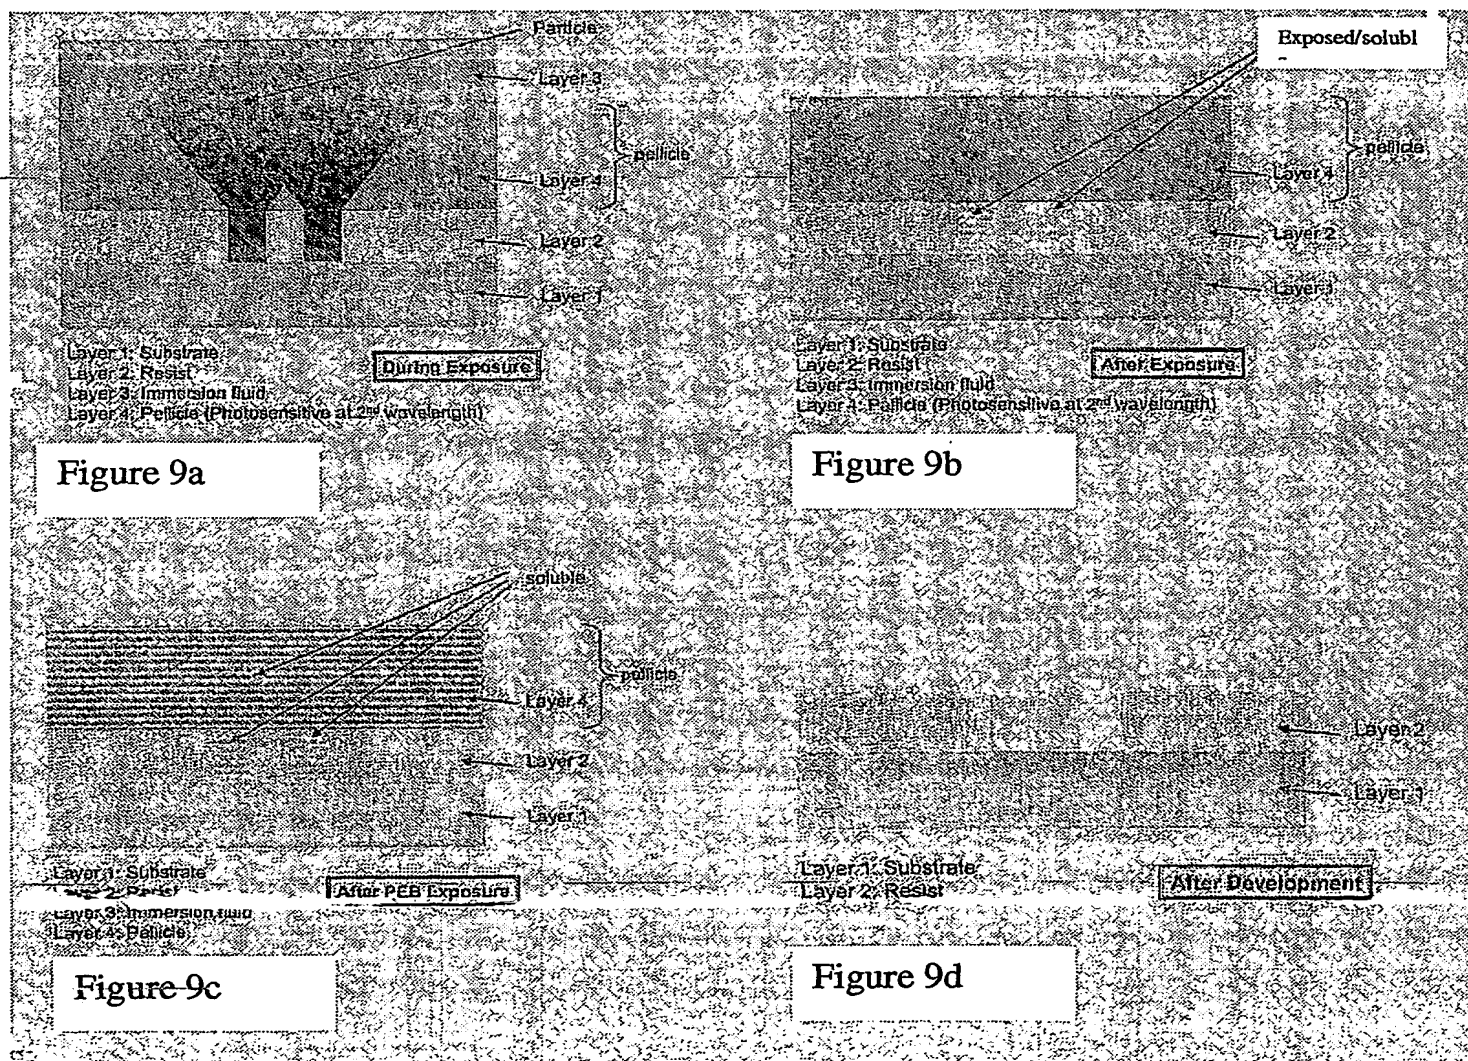 Particle
Layer 3
pellicle
Layer 4
Layer 2
Layer 1
Layer 1: Substrate
Layer 2: Resist
Layer 3: Immersion fluid
Layer 4: Pellicle (Photosensitive at 2nd wavelength)
During Exposure
Figure 9a
Exposed/solubl
pellicle
Layer 4
Layer 2
Layer 1
Layer 1: Substrate
Layer 2: Resist
Layer 3: Immersion fluid
Layer 4: Pellicle (Photosensitive at 2nd wavelength)
After Exposure
Figure 9b
soluble
pellicle
Layer 4
Layer 2
Layer 1
Layer 1: Substrate
2: Resist
Layer 3: Immersion fluid
Layer 4: Pellicle
After PEB Exposure
Figure 9c
Layer 2
Layer 1
Layer 1: Substrate
Layer 2: Resist
After Development
Figure 9d